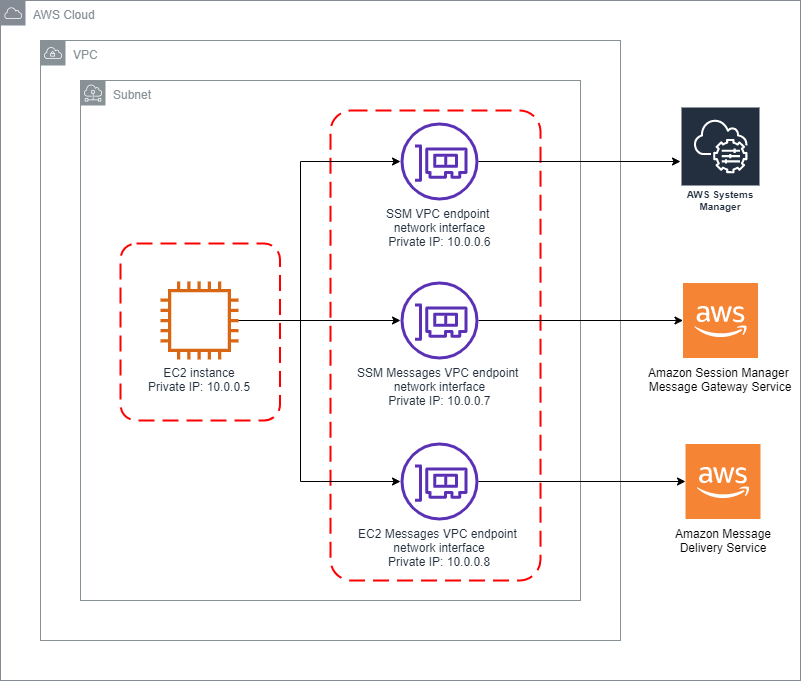 AWS Cloud
VPC
Subnet
SSM VPC endpoint
network interface
Private IP: 10.0.0.6
AWS Systems
Manager
EC2 instance
Private IP: 10.0.0.5
SSM Messages VPC endpoint
network interface
Private IP: 10.0.0.7
aws
Amazon Session Manager
Message Gateway Service
EC2 Messages VPC endpoint
network interface
Private IP: 10.0.0.8
aws
Amazon Message
Delivery Service